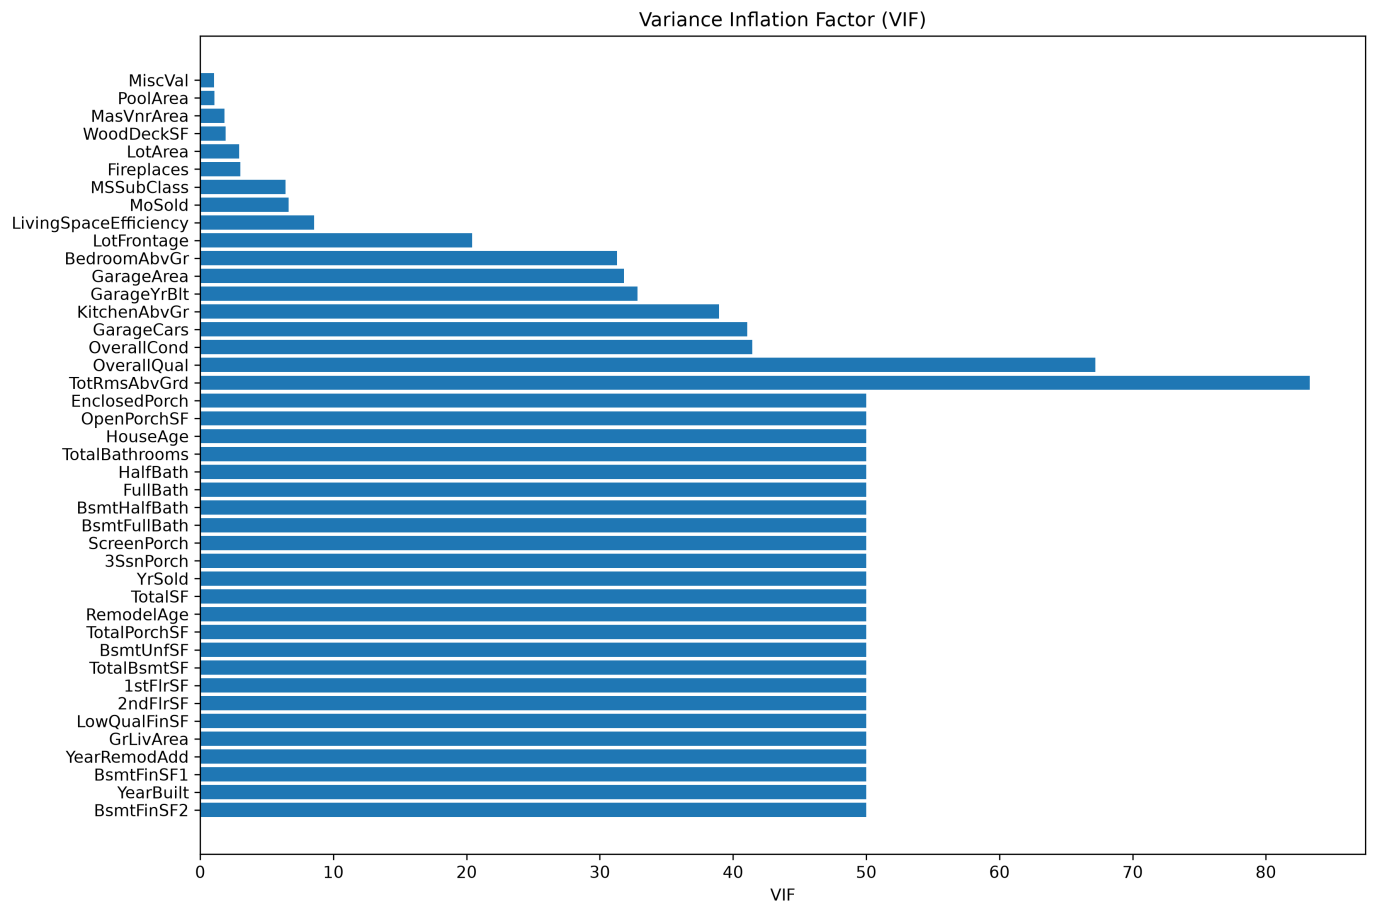 Variance Inflation Factor (VIF)
MiscVal
PoolArea
MasVnrArea
WoodDeckSF
LotArea
Fireplaces
MSSubClass
MoSold
LivingSpaceEfficiency
LotFrontage
BedroomAbvGr
GarageArea
GarageYrBlt
KitchenAbvGr
GarageCars
OverallCond
OverallQual
TotRmsAbvGrd
EnclosedPorch
OpenPorchSF
HouseAge
TotalBathrooms
HalfBath
FullBath
BsmtHalfBath
BsmtFullBath
ScreenPorch
3SsnPorch
YrSold
TotalSF
RemodelAge
TotalPorchSF
BsmtUnfSF
TotalBsmtSF
1stFlrSF
2ndFlrSF
LowQualFinSF
GrLivArea
YearRemodAdd
BsmtFinSF1
YearBuilt
BsmtFinSF2
0 10 20 30 40 50 60 70 80
VIF